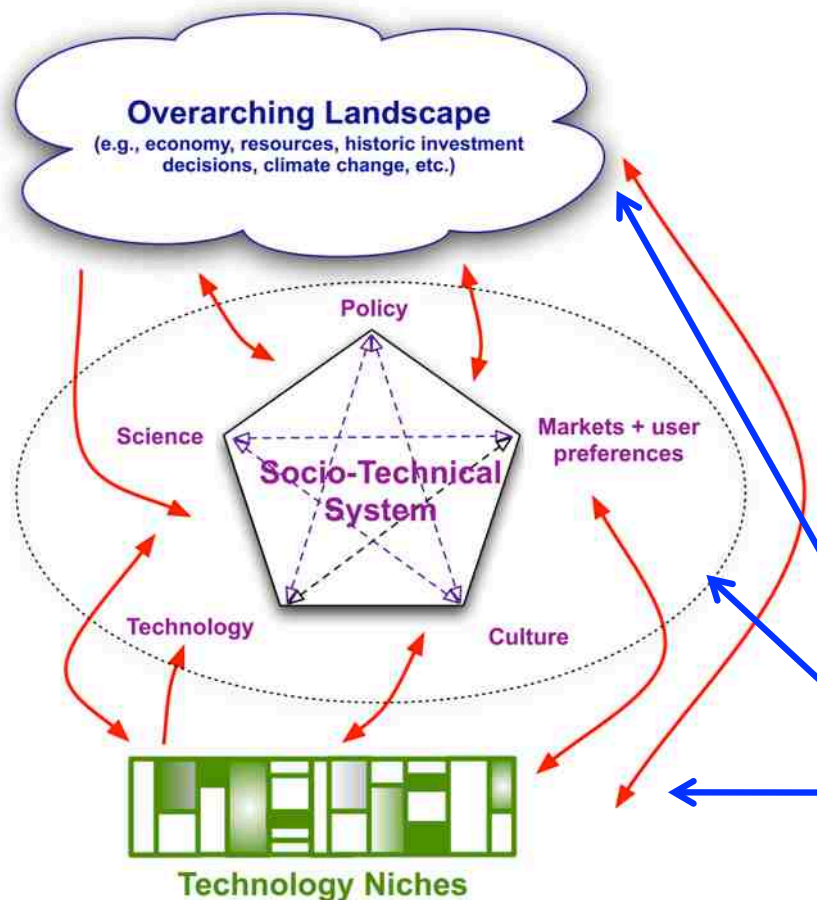 Overarching Landscape
(e.g., economy, resources, historic investment
decisions, climate change, etc.)
Policy
Science
Markets + user
preferences
Socio-Technical
System
Technology
Culture
Technology Niches